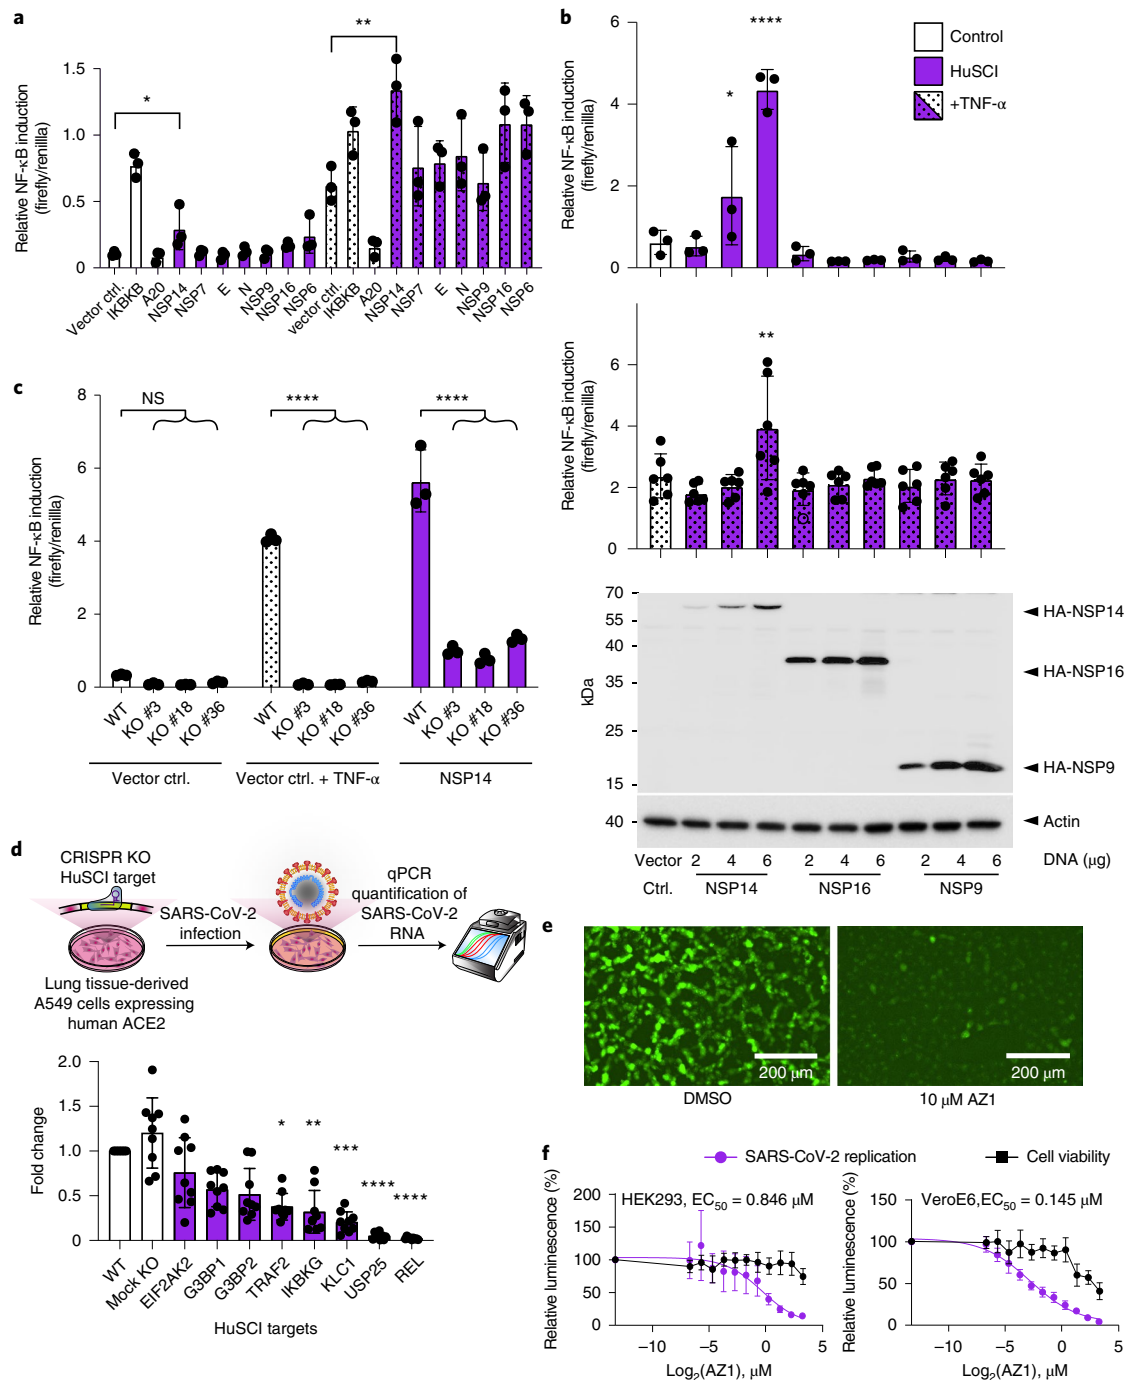 a
**
*
1.5
1.0
0.5
0
Relative NF-κB induction
(firefly/renillla)
Vector ctrl.
IKBKB
A20
NSP14
NSP7
E
N
NSP9
NSP16
NSP6
vector ctrl.
IKBKB
A20
NSP14
NSP7
E
N
NSP9
NSP16
NSP6
b
6
4
2
0
Relative NF-κB induction
(firefly/renillla)
*
****
Control
HuSCI
+TNF-α
6
4
2
0
Relative NF-κB induction
(firefly/renillla)
**
70
55
40
35
25
15
40
kDa
HA-NSP14
HA-NSP16
HA-NSP9
Actin
Vector 2 4 6 2 4 6 2 4 6 DNA (μg)
Ctrl. NSP14 NSP16 NSP9
c
8
6
4
2
0
Relative NF-κB induction
(firefly/renillla)
NS
****
****
WT
KO #3
KO #18
KO #36
WT
KO #3
KO #18
KO #36
WT
KO #3
KO #18
KO #36
Vector ctrl.
Vector ctrl. + TNF-α
NSP14
d
CRISPR KO
HuSCI target
SARS-CoV-2
infection
qPCR
quantification of
SARS-CoV-2
RNA
Lung tissue-derived
A549 cells expressing
human ACE2
2.0
1.5
1.0
0.5
0
Fold change
*
**
***
****
****
WT
Mock KO
EIF2AK2
G3BP1
G3BP2
TRAF2
IKBKG
KLC1
USP25
REL
HuSCI targets
e
200 μm
200 μm
DMSO
10 μM AZ1
f
SARS-CoV-2 replication
Cell viability
200
150
100
50
0
Relative luminescence (%)
HEK293, EC50 = 0.846 μM
−10 −5 0 5
Log2(AZ1), μM
150
100
50
0
Relative luminescence (%)
VeroE6,EC50 = 0.145 μM
−10 −5 0 5
Log2(AZ1), μM